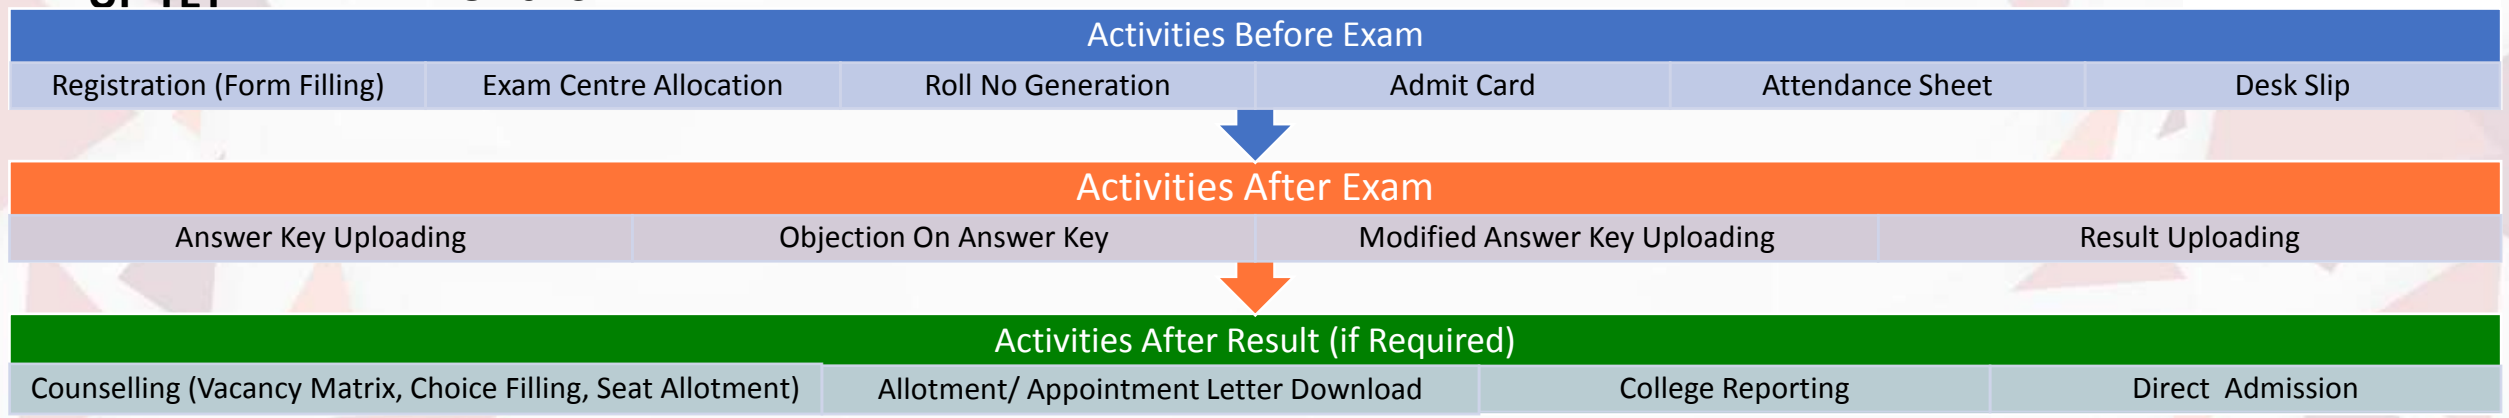 Activities Before Exam
Registration (Form Filling) Exam Centre Allocation Roll No Generation Admit Card Attendance Sheet Desk Slip
Activities After Exam
Answer Key Uploading Objection On Answer Key Modified Answer Key Uploading Result Uploading
Activities After Result (if Required)
Counselling (Vacancy Matrix, Choice Filling, Seat Allotment) Allotment/ Appointment Letter Download College Reporting Direct Admission